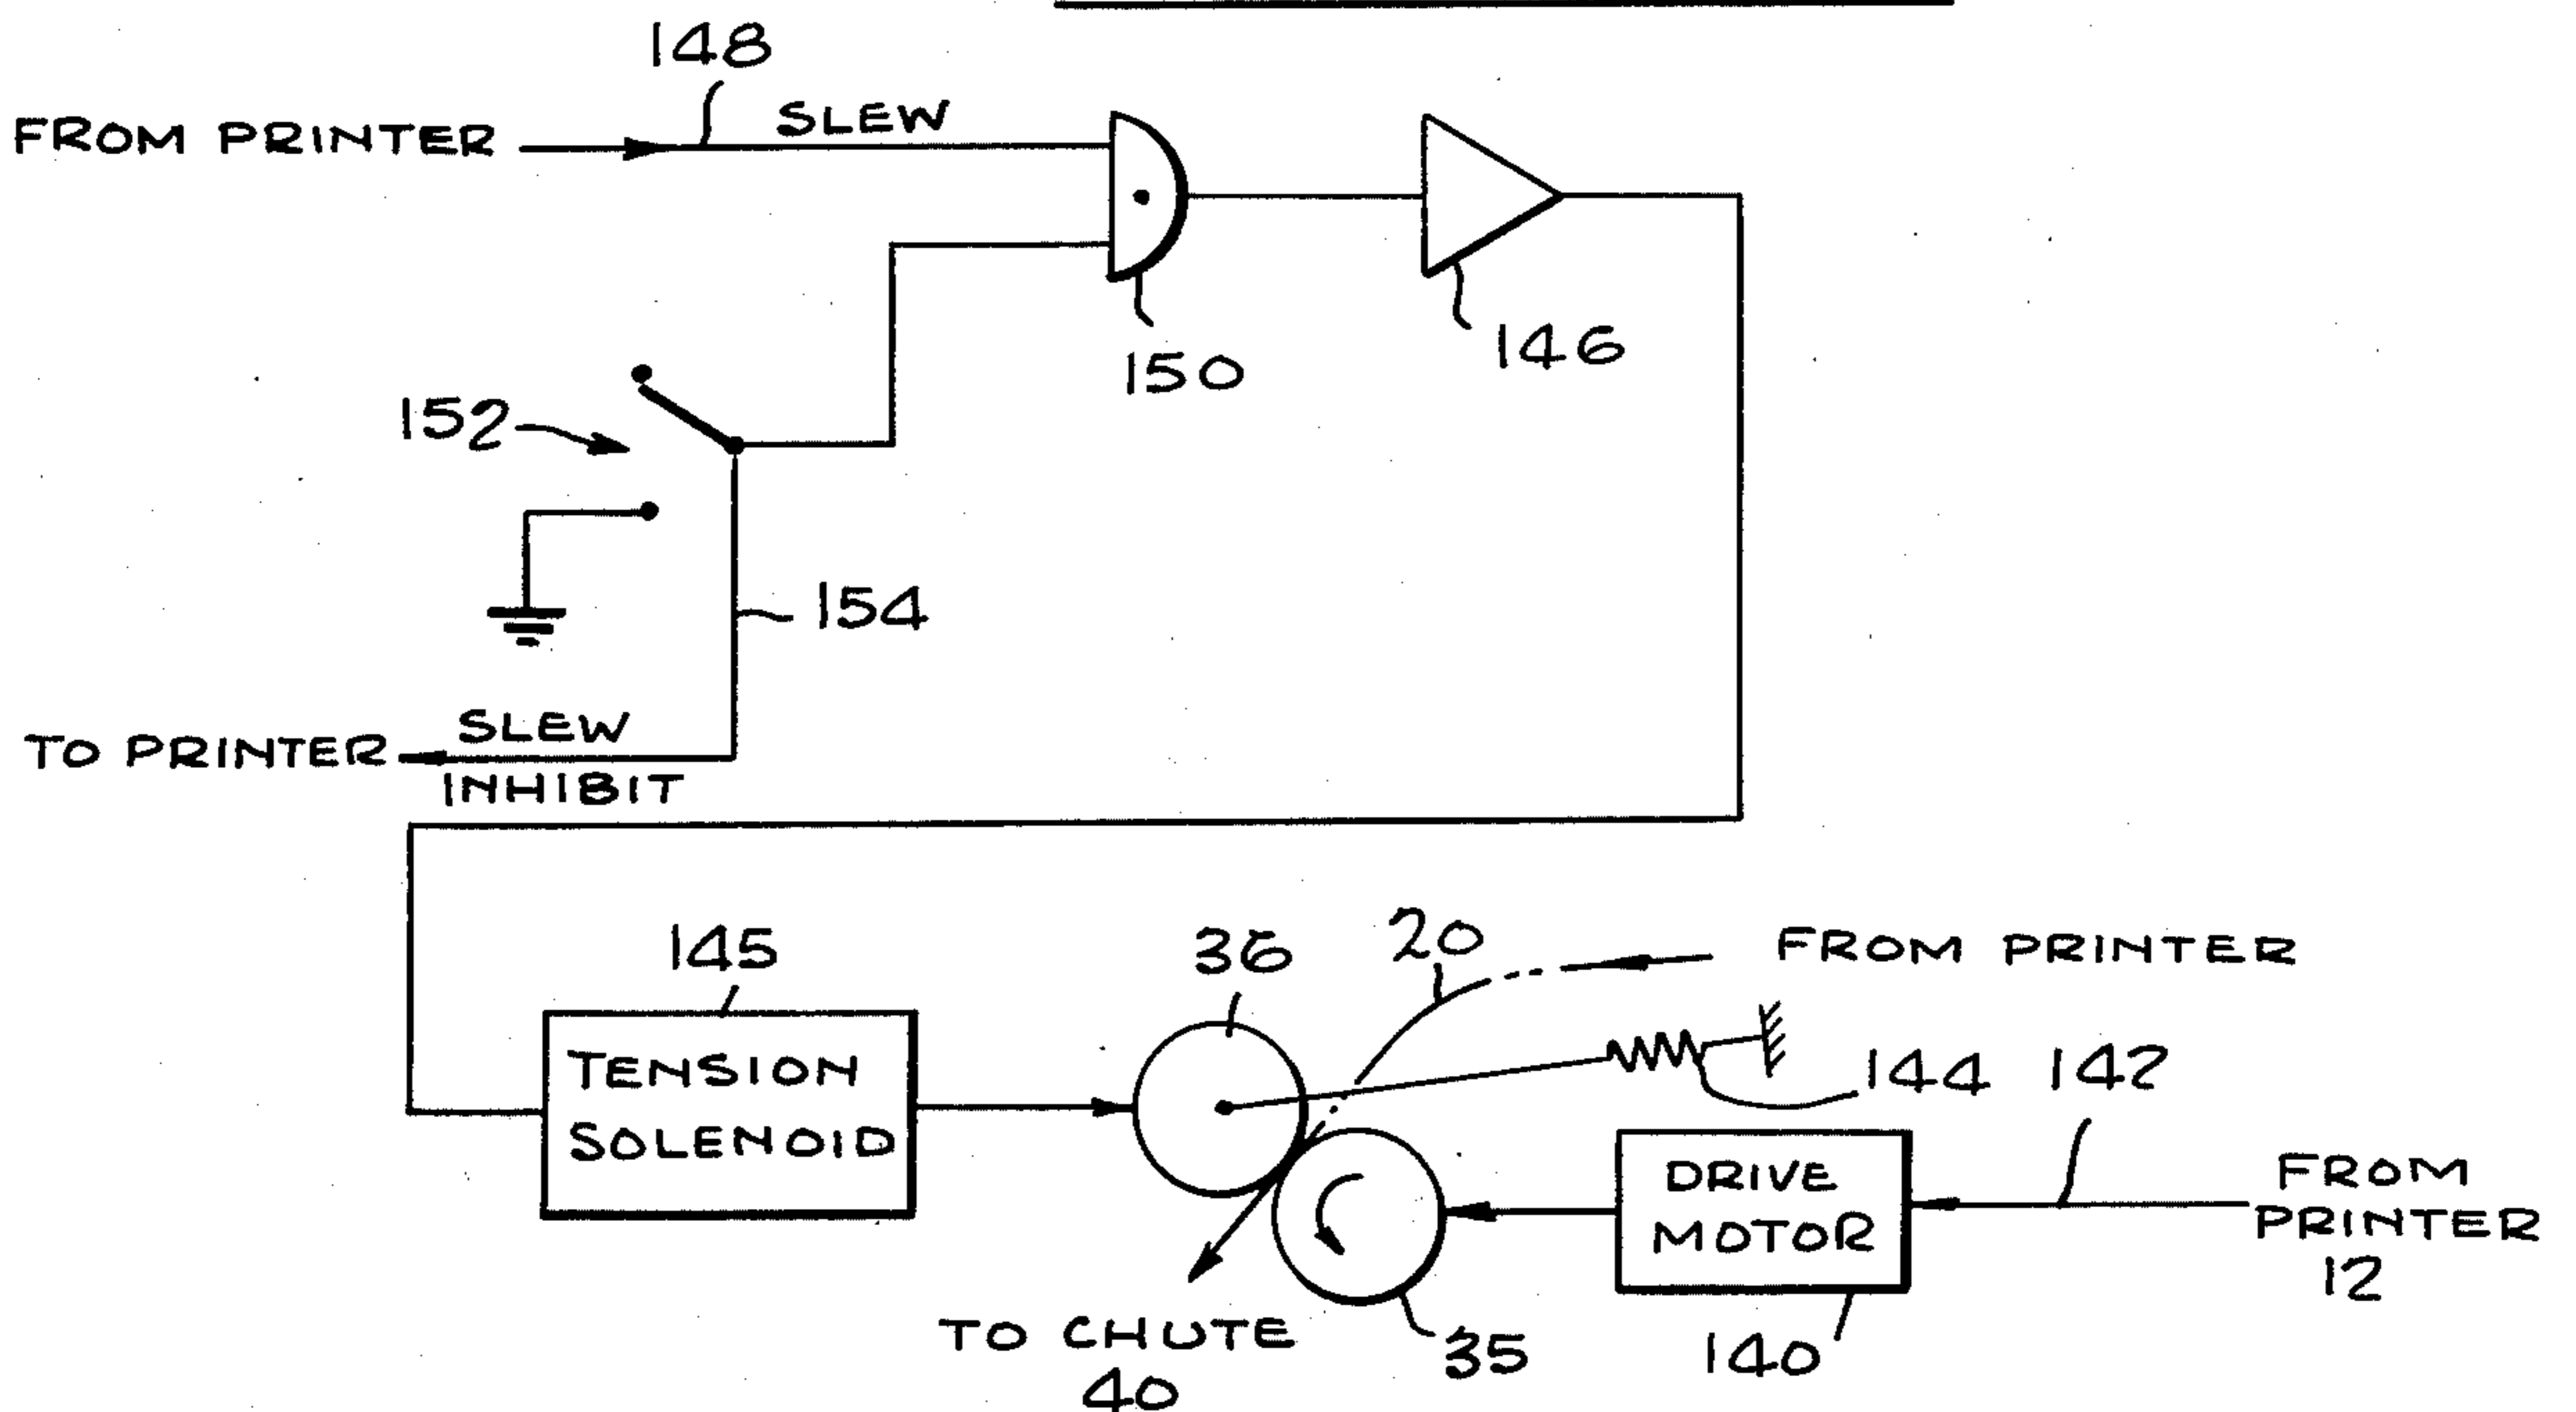 148
FROM PRINTER
SLEW
150
146
152
154
TO PRINTER
SLEW
INHIBIT
145
36
20
FROM PRINTER
TENSION
SOLENOID
144
142
DRIVE
MOTOR
FROM
PRINTER
12
TO CHUTE
40
35
140